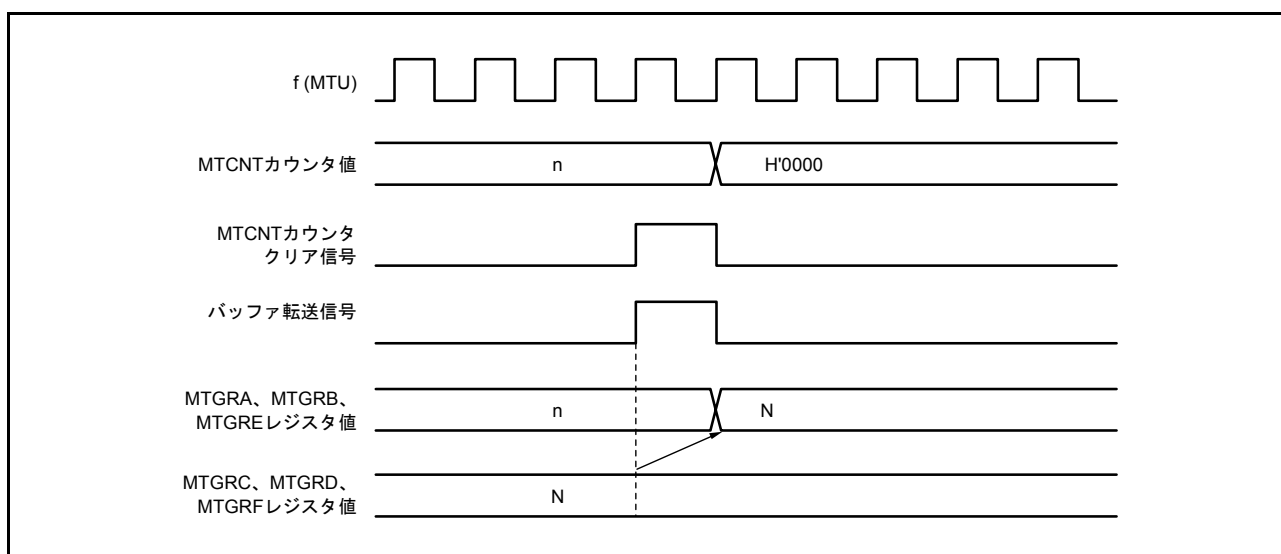 f (MTU)
MTCNTカウンタ値
n
H'0000
MTCNTカウンタ
クリア信号
バッファ転送信号
MTGRA、MTGRB、
MTGREレジスタ値
n
N
MTGRC、MTGRD、
MTGRFレジスタ値
N